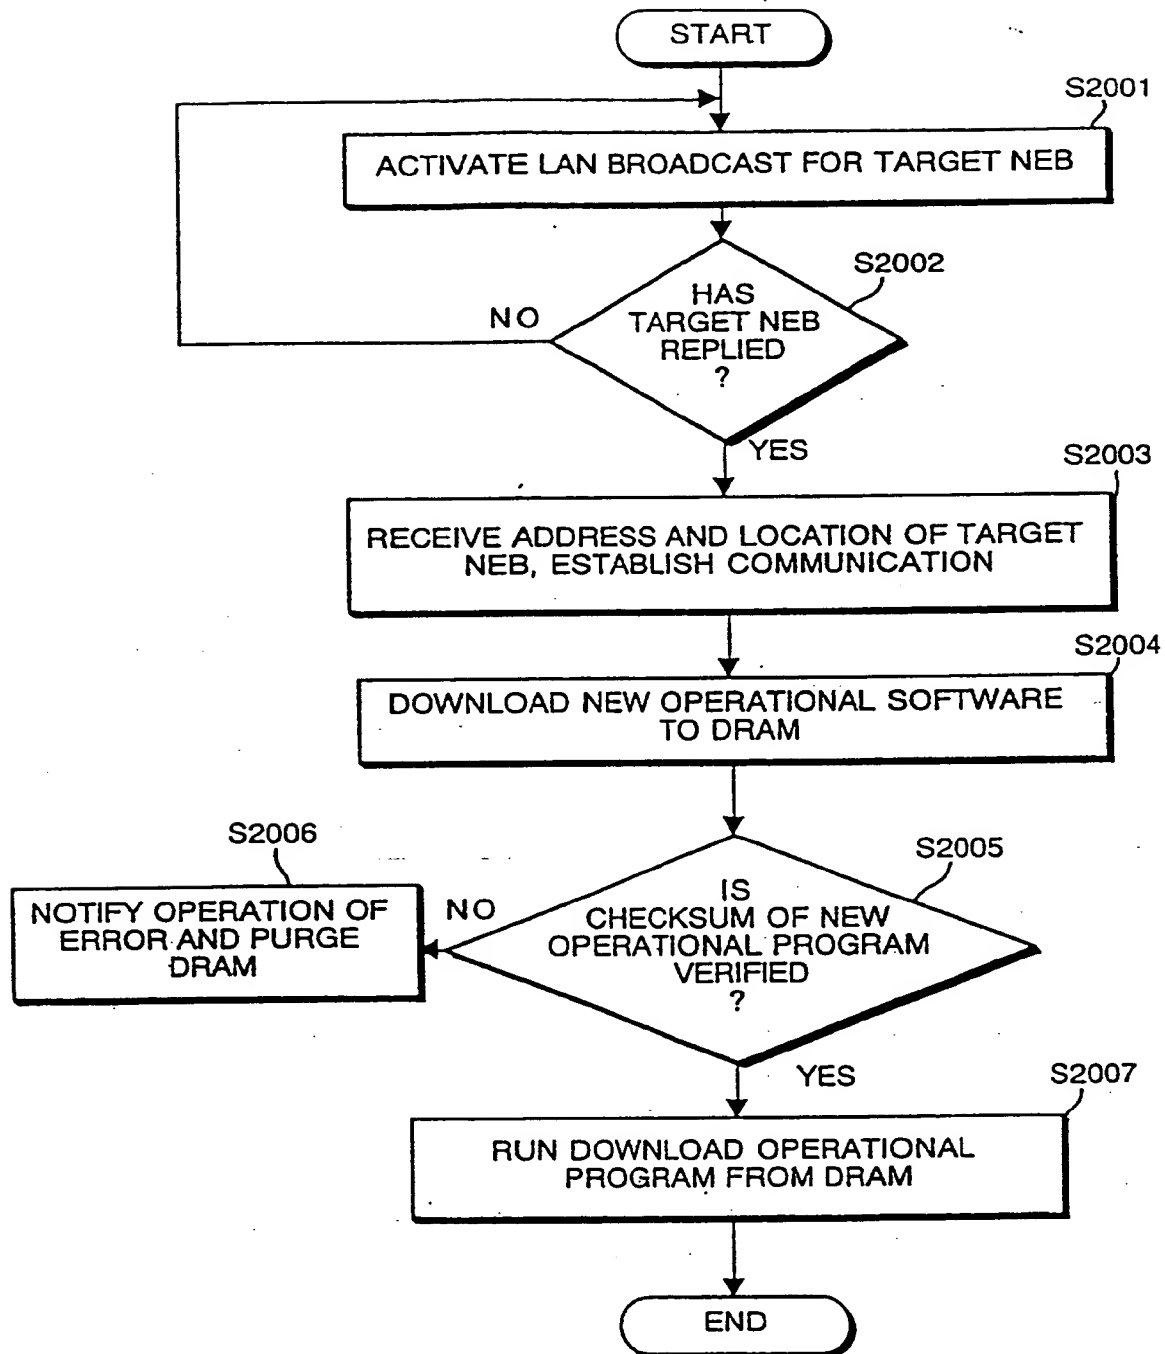 START
S2001
ACTIVATE LAN BROADCAST FOR TARGET NEB
S2002
HAS
TARGET NEB
REPLIED
?
NO
YES
S2003
RECEIVE ADDRESS AND LOCATION OF TARGET
NEB, ESTABLISH COMMUNICATION
S2004
DOWNLOAD NEW OPERATIONAL SOFTWARE
TO DRAM
S2005
IS
CHECKSUM OF NEW
OPERATIONAL PROGRAM
VERIFIED
?
NO
S2006
NOTIFY OPERATION OF
ERROR AND PURGE
DRAM
YES
S2007
RUN DOWNLOAD OPERATIONAL
PROGRAM FROM DRAM
END